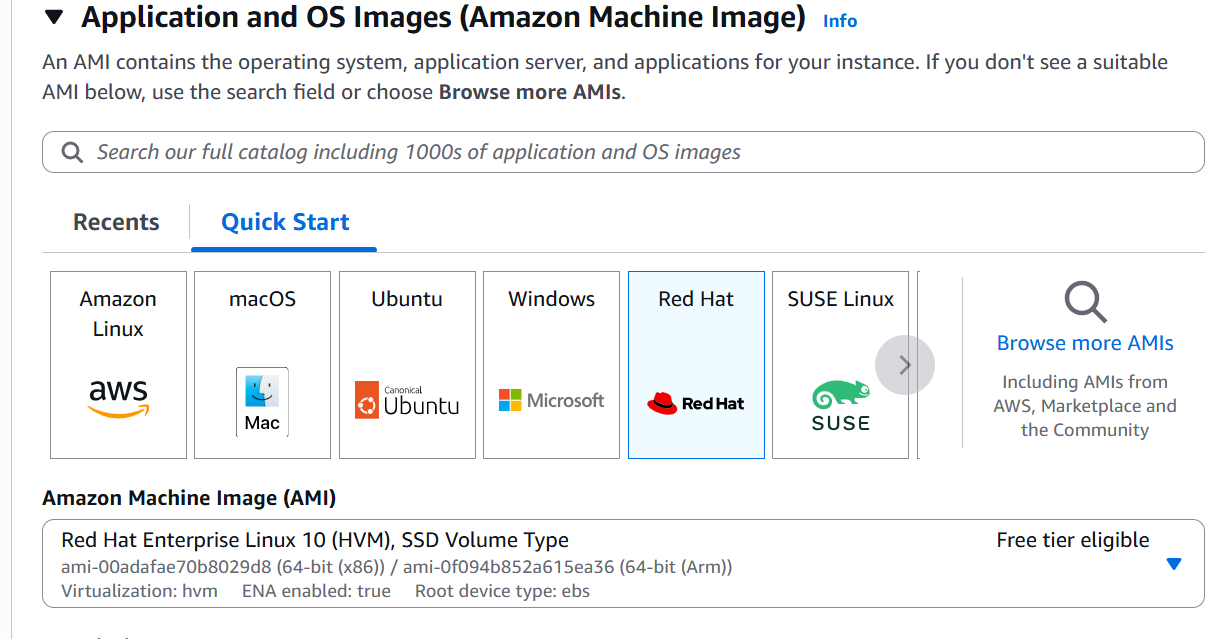 Application and OS Images (Amazon Machine Image) Info
An AMI contains the operating system, application server, and applications for your instance. If you don't see a suitable
AMI below, use the search field or choose Browse more AMIs.
Search our full catalog including 1000s of application and OS images
Recents
Quick Start
Amazon
Linux
aws
macOS
Mac
Ubuntu
Canonical
Ubuntu
Windows
Microsoft
Red Hat
Red Hat
SUSE Linux
SUSE
Browse more AMIs
Including AMIs from
AWS, Marketplace and
the Community
Amazon Machine Image (AMI)
Red Hat Enterprise Linux 10 (HVM), SSD Volume Type
Free tier eligible
ami-00adafae70b8029d8 (64-bit (x86)) / ami-0f094b852a615ea36 (64-bit (Arm))
Virtualization: hvm ENA enabled: true Root device type: ebs